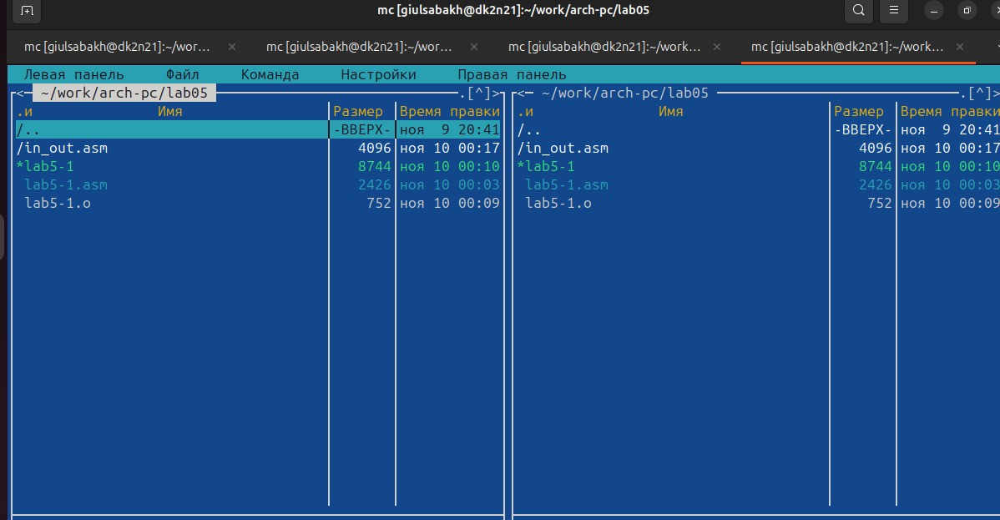 mc [giulsabakh@dk2n21]:~/work/arch-pc/lab05
mc [giulsabakh@dk2n21]:~/wor... × mc [giulsabakh@dk2n21]:~/wor... × mc [giulsabakh@dk2n21]:~/work... × mc [giulsabakh@dk2n21]:~/work... ×
Левая панель Файл Команда Настройки Правая панель
<─ ~/work/arch-pc/lab05 .[^]> <─ ~/work/arch-pc/lab05 .[^]>
.и Имя Размер Время правки .и Имя Размер Время правки
/.. -ВВЕРХ- ноя 9 20:41 /.. -ВВЕРХ- ноя 9 20:41
/in_out.asm 4096 ноя 10 00:17 /in_out.asm 4096 ноя 10 00:17
*lab5-1 8744 ноя 10 00:10 *lab5-1 8744 ноя 10 00:10
lab5-1.asm 2426 ноя 10 00:03 lab5-1.asm 2426 ноя 10 00:03
lab5-1.o 752 ноя 10 00:09 lab5-1.o 752 ноя 10 00:09